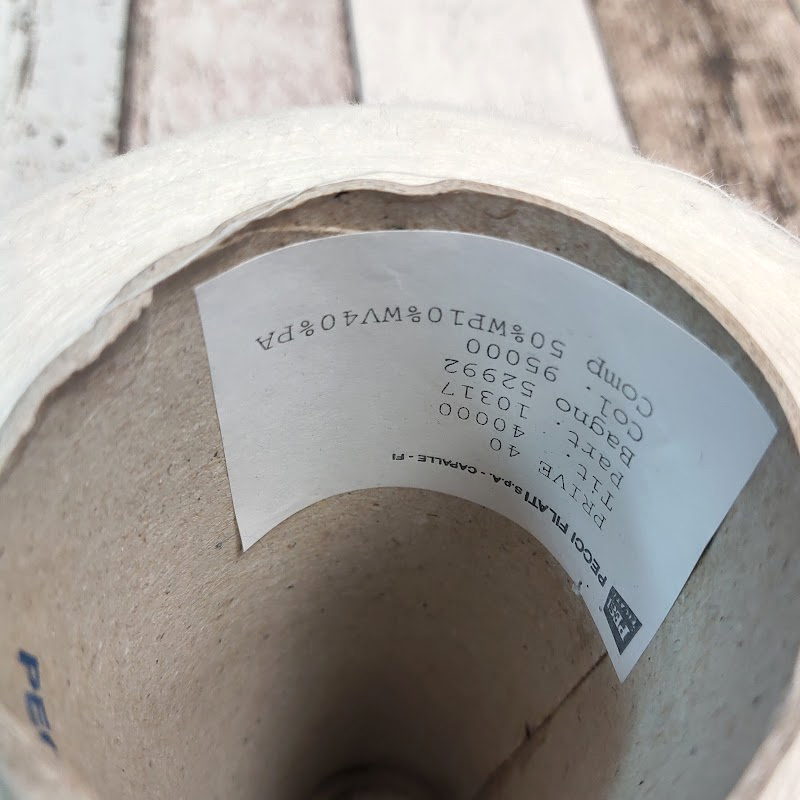 PECCI FILATI S.p.A. - CAPALLE - FI
PRIVE 40
Tit. 40000
Part. 10317
Bagno 52992
Col. 95000
Comp 50%WP10%WV40%PA